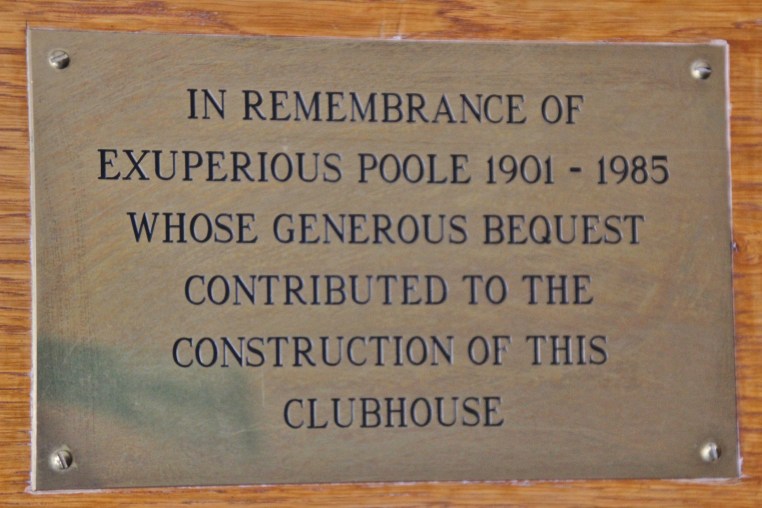 IN REMEMBRANCE OF
EXUPERIOUS POOLE 1901 - 1985
WHOSE GENEROUS BEQUEST
CONTRIBUTED TO THE
CONSTRUCTION OF THIS
CLUBHOUSE